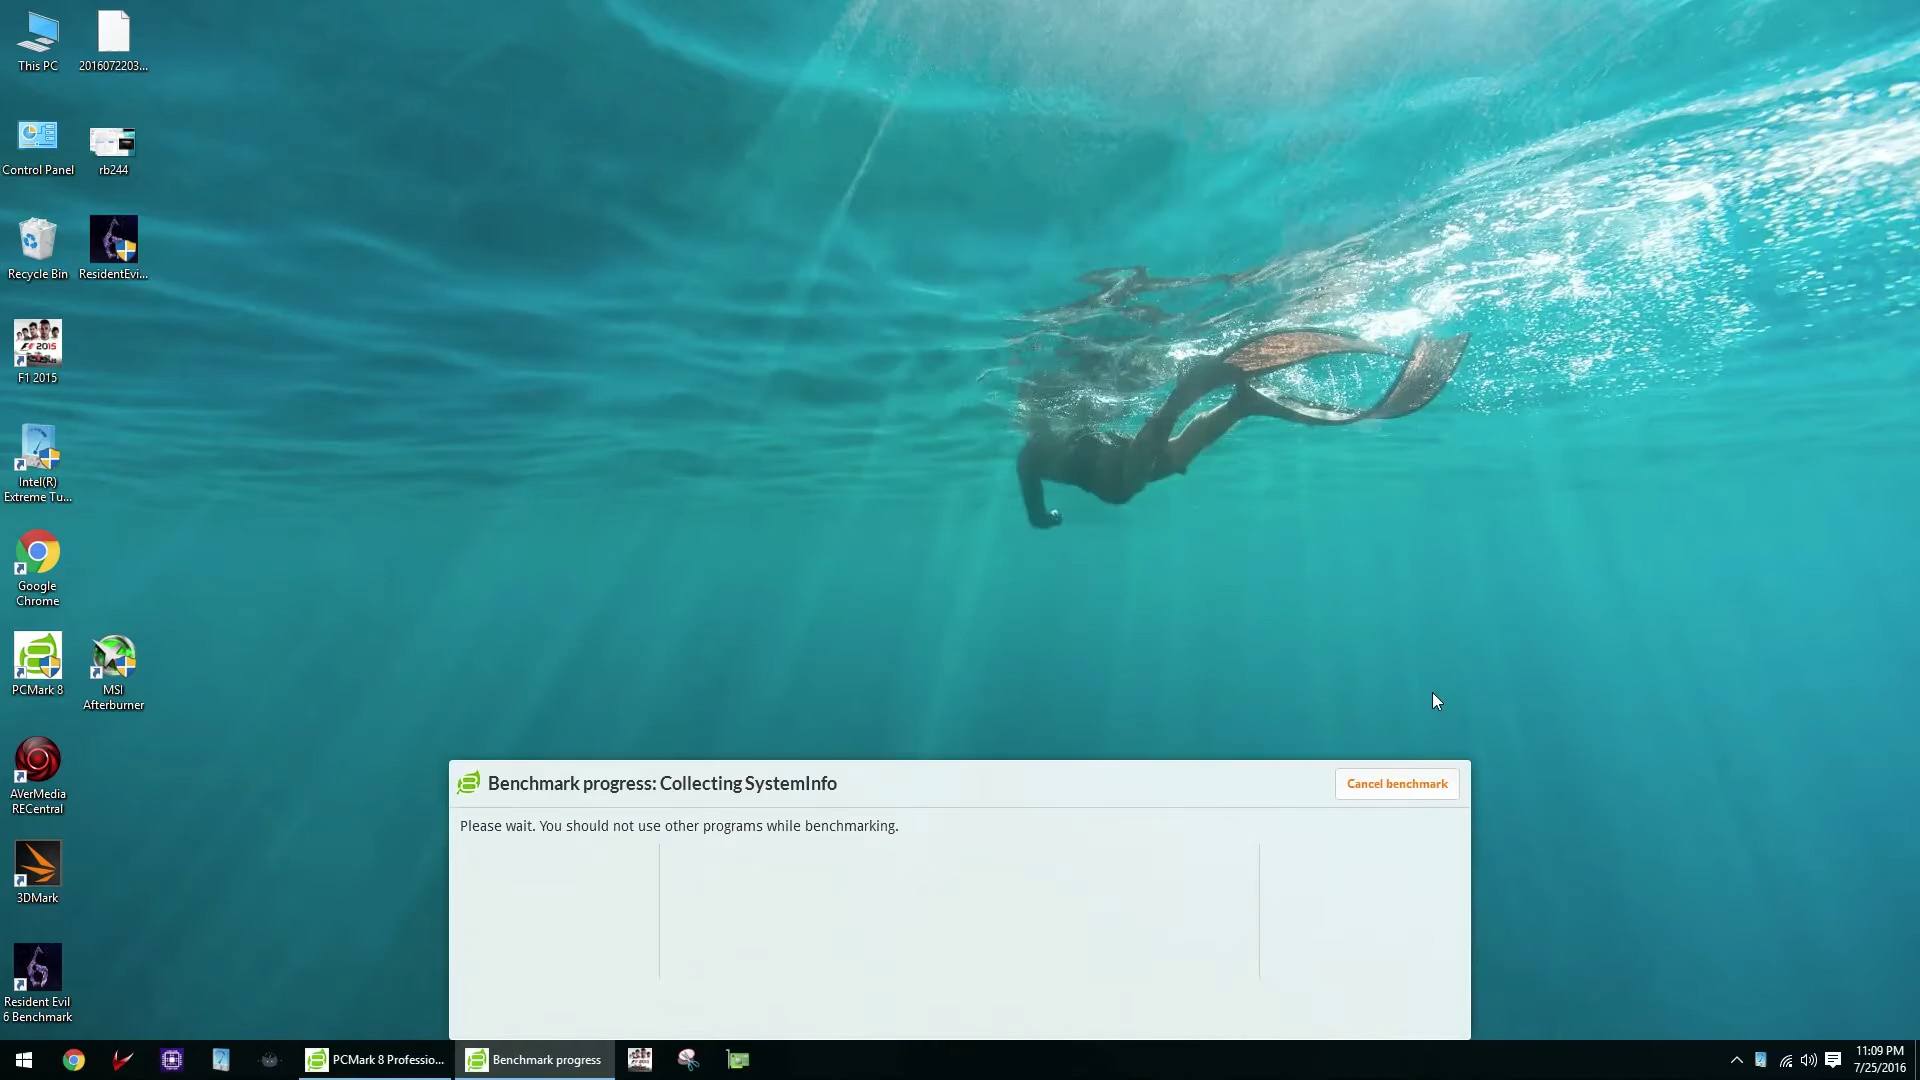 This PC
2016072203...
Control Panel
rb244
Recycle Bin
ResidentEvi...
F1 2015
F1 2015
Intel(R)
Extreme Tu...
Google
Chrome
PCMark 8
MSI
Afterburner
AVerMedia
RECentral
3DMark
Resident Evil
6 Benchmark
Benchmark progress: Collecting SystemInfo
Cancel benchmark
Please wait. You should not use other programs while benchmarking.
PCMark 8 Professio...
Benchmark progress
11:09 PM
7/25/2016